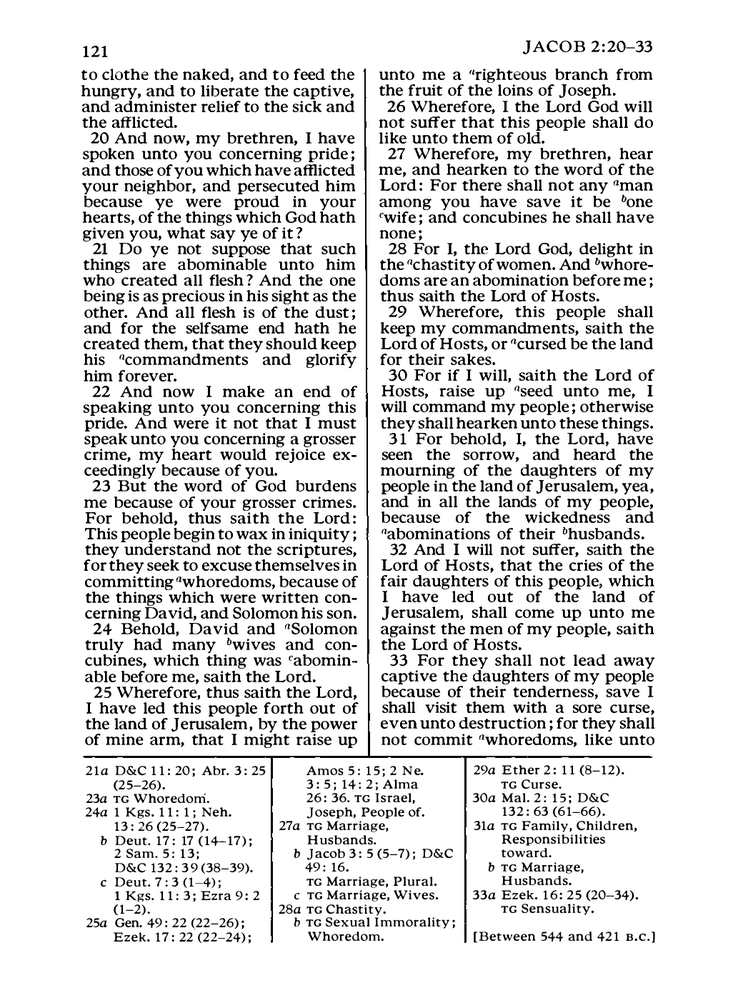 121
JACOB 2:20–33
to clothe the naked, and to feed the
hungry, and to liberate the captive,
and administer relief to the sick and
the afflicted.
20 And now, my brethren, I have
spoken unto you concerning pride;
and those of you which have afflicted
your neighbor, and persecuted him
because ye were proud in your
hearts, of the things which God hath
given you, what say ye of it?
21 Do ye not suppose that such
things are abominable unto him
who created all flesh? And the one
being is as precious in his sight as the
other. And all flesh is of the dust;
and for the selfsame end hath he
created them, that they should keep
his acommandments and glorify
him forever.
22 And now I make an end of
speaking unto you concerning this
pride. And were it not that I must
speak unto you concerning a grosser
crime, my heart would rejoice ex-
ceedingly because of you.
23 But the word of God burdens
me because of your grosser crimes.
For behold, thus saith the Lord:
This people begin to wax in iniquity;
they understand not the scriptures,
for they seek to excuse themselves in
committing awhoredoms, because of
the things which were written con-
cerning David, and Solomon his son.
24 Behold, David and aSolomon
truly had many bwives and con-
cubines, which thing was cabomin-
able before me, saith the Lord.
25 Wherefore, thus saith the Lord,
I have led this people forth out of
the land of Jerusalem, by the power
of mine arm, that I might raise up
unto me a arighteous branch from
the fruit of the loins of Joseph.
26 Wherefore, I the Lord God will
not suffer that this people shall do
like unto them of old.
27 Wherefore, my brethren, hear
me, and hearken to the word of the
Lord: For there shall not any aman
among you have save it be bone
cwife; and concubines he shall have
none;
28 For I, the Lord God, delight in
the achastity of women. And bwhore-
doms are an abomination before me;
thus saith the Lord of Hosts.
29 Wherefore, this people shall
keep my commandments, saith the
Lord of Hosts, or acursed be the land
for their sakes.
30 For if I will, saith the Lord of
Hosts, raise up aseed unto me, I
will command my people; otherwise
they shall hearken unto these things.
31 For behold, I, the Lord, have
seen the sorrow, and heard the
mourning of the daughters of my
people in the land of Jerusalem, yea,
and in all the lands of my people,
because of the wickedness and
aabominations of their bhusbands.
32 And I will not suffer, saith the
Lord of Hosts, that the cries of the
fair daughters of this people, which
I have led out of the land of
Jerusalem, shall come up unto me
against the men of my people, saith
the Lord of Hosts.
33 For they shall not lead away
captive the daughters of my people
because of their tenderness, save I
shall visit them with a sore curse,
even unto destruction; for they shall
not commit awhoredoms, like unto
21a D&C 11: 20; Abr. 3: 25
(25–26).
23a TG Whoredom.
24a 1 Kgs. 11: 1; Neh.
13: 26 (25–27).
b Deut. 17: 17 (14–17);
2 Sam. 5: 13;
D&C 132: 39 (38–39).
c Deut. 7: 3 (1–4);
1 Kgs. 11: 3; Ezra 9: 2
(1–2).
25a Gen. 49: 22 (22–26);
Ezek. 17: 22 (22–24);
Amos 5: 15; 2 Ne.
3: 5; 14: 2; Alma
26: 36. TG Israel,
Joseph, People of.
27a TG Marriage,
Husbands.
b Jacob 3: 5 (5–7); D&C
49: 16.
TG Marriage, Plural.
c TG Marriage, Wives.
28a TG Chastity.
b TG Sexual Immorality;
Whoredom.
29a Ether 2: 11 (8–12).
TG Curse.
30a Mal. 2: 15; D&C
132: 63 (61–66).
31a TG Family, Children,
Responsibilities
toward.
b TG Marriage,
Husbands.
33a Ezek. 16: 25 (20–34).
TG Sensuality.
[Between 544 and 421 B.C.]